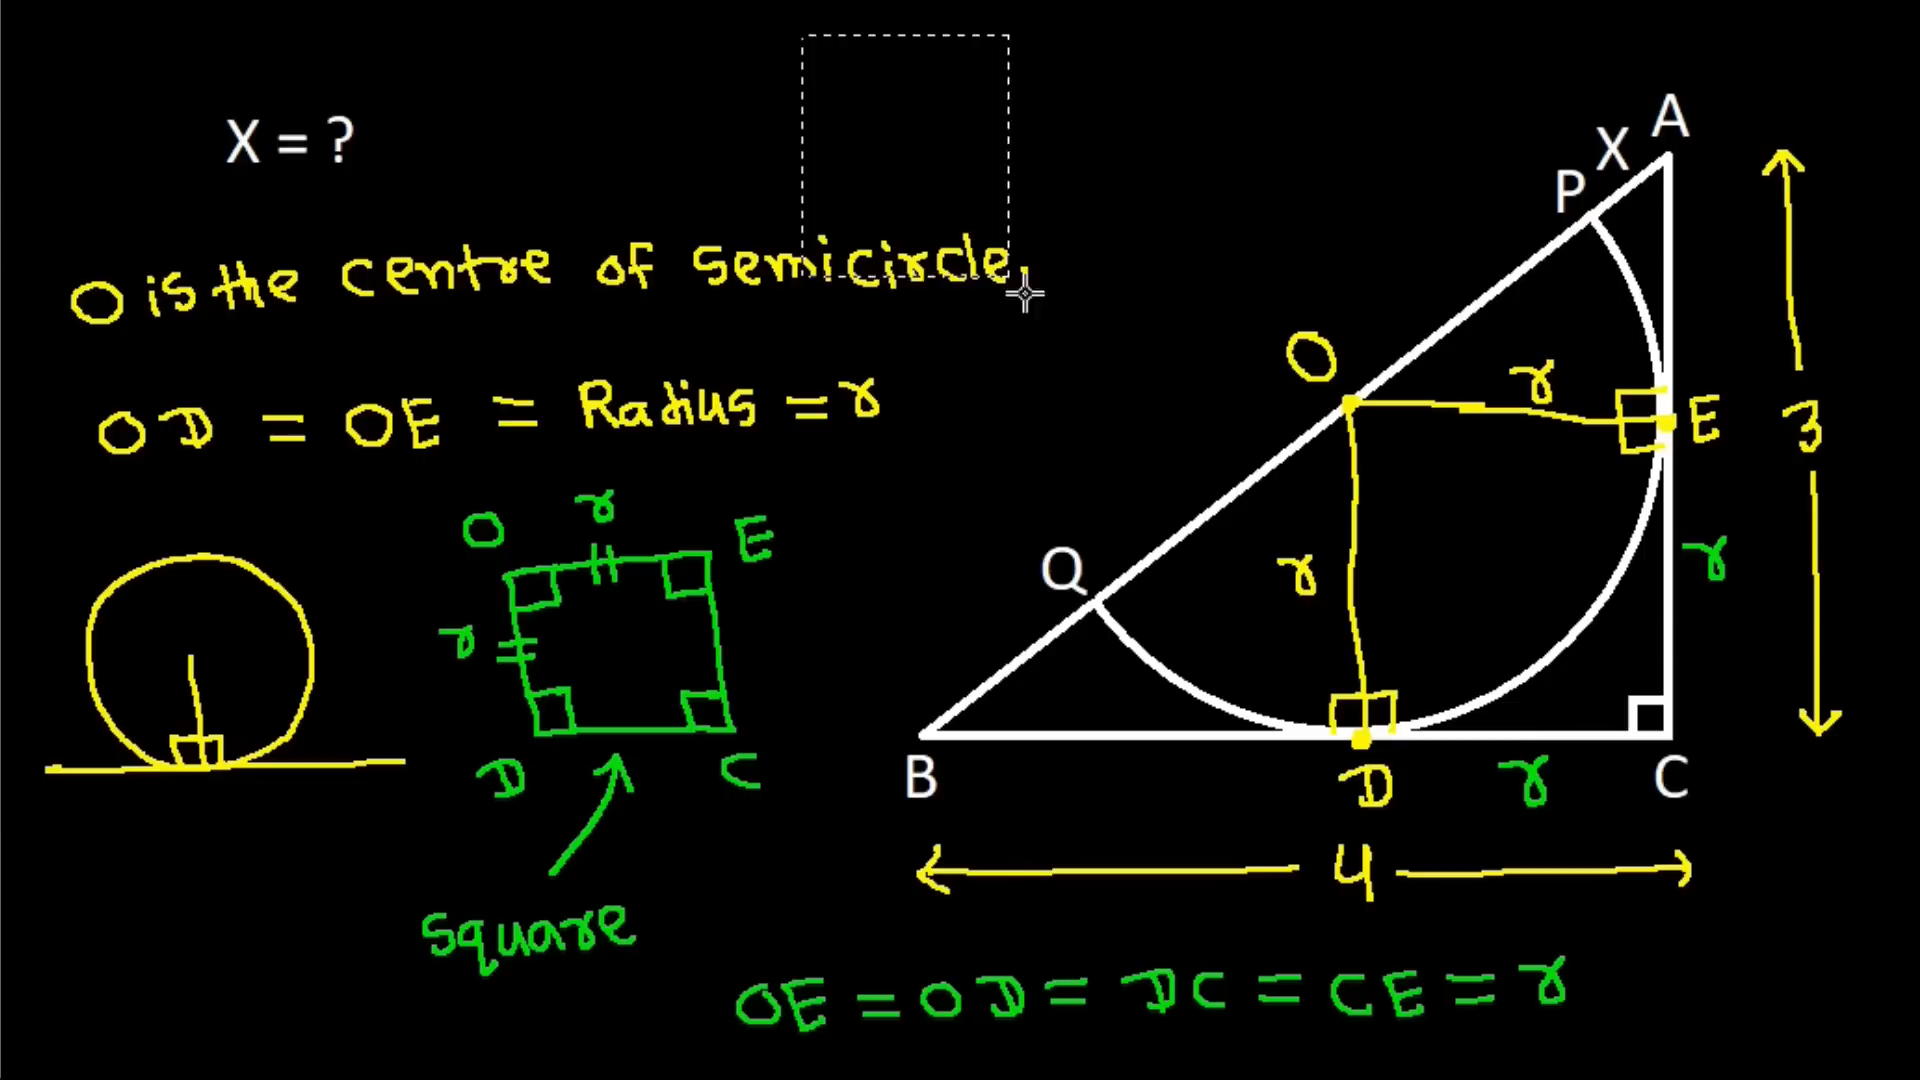 X = ?
O is the centre of semicircle.
OD = OE = Radius = r
O r E
r
D C
square
A
X
P
O
r
E 3
Q
r
r
B D r C
4
OE = OD = DC = CE = r